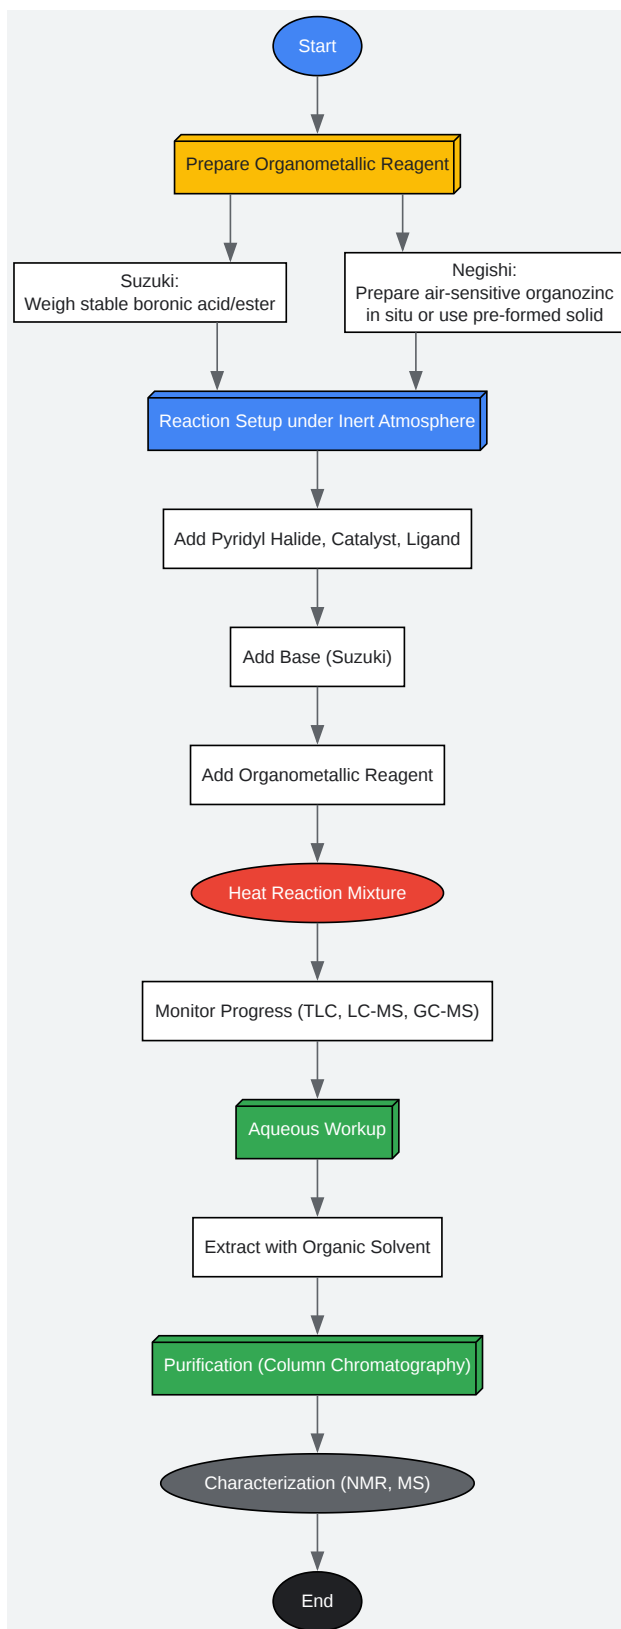 Start
Prepare Organometallic Reagent
Suzuki:
Weigh stable boronic acid/ester
Negishi:
Prepare air-sensitive organozinc
in situ or use pre-formed solid
Reaction Setup under Inert Atmosphere
Add Pyridyl Halide, Catalyst, Ligand
Add Base (Suzuki)
Add Organometallic Reagent
Heat Reaction Mixture
Monitor Progress (TLC, LC-MS, GC-MS)
Aqueous Workup
Extract with Organic Solvent
Purification (Column Chromatography)
Characterization (NMR, MS)
End